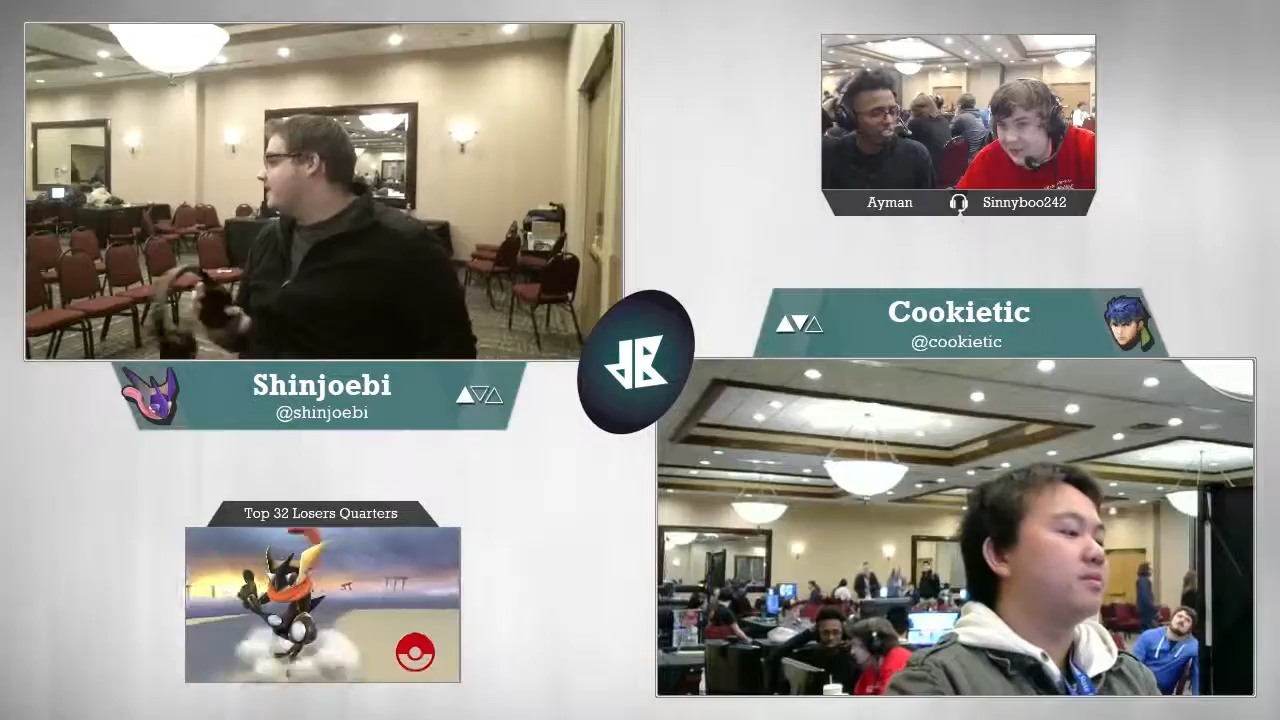 Ayman
Sinnyboo242
Cookietic
@cookietic
Shinjoebi
@shinjoebi
Top 32 Losers Quarters